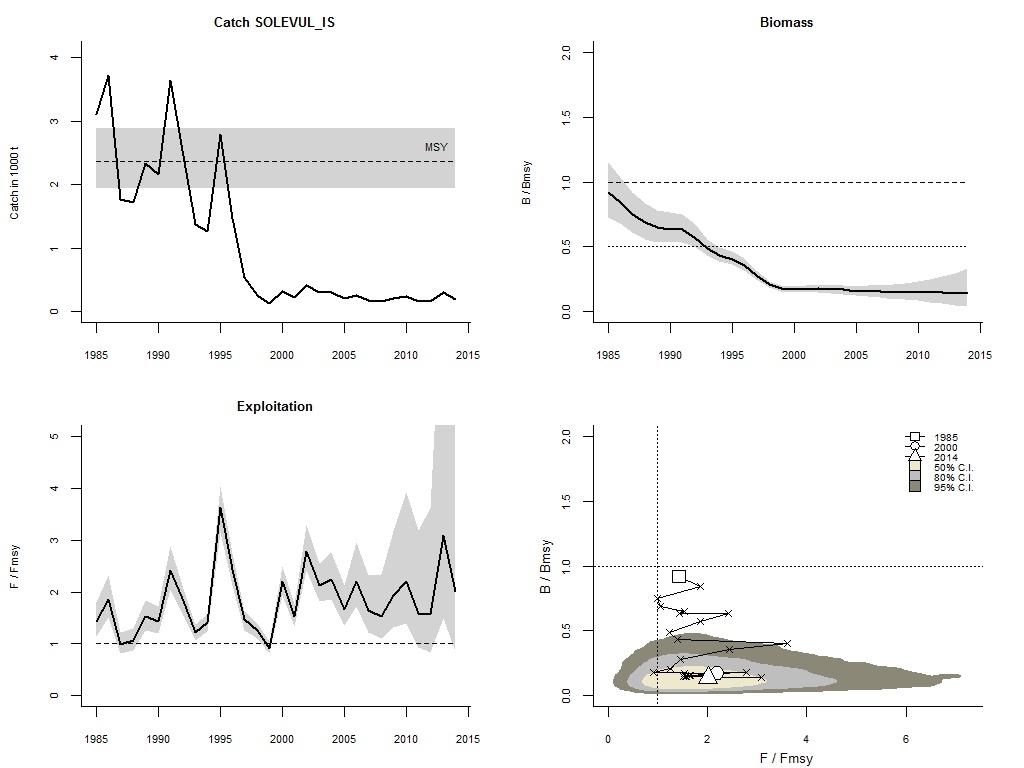 Catch SOLEVUL_IS
Catch in 1000 t
4
3
2
1
0
MSY
1985 1990 1995 2000 2005 2010 2015
Biomass
B / Bmsy
2.0
1.5
1.0
0.5
0.0
1985 1990 1995 2000 2005 2010 2015
Exploitation
F / Fmsy
5
4
3
2
1
0
1985 1990 1995 2000 2005 2010 2015
B / Bmsy
2.0
1.5
1.0
0.5
0.0
1985
2000
2014
50% C.I.
80% C.I.
95% C.I.
0 2 4 6
F / Fmsy